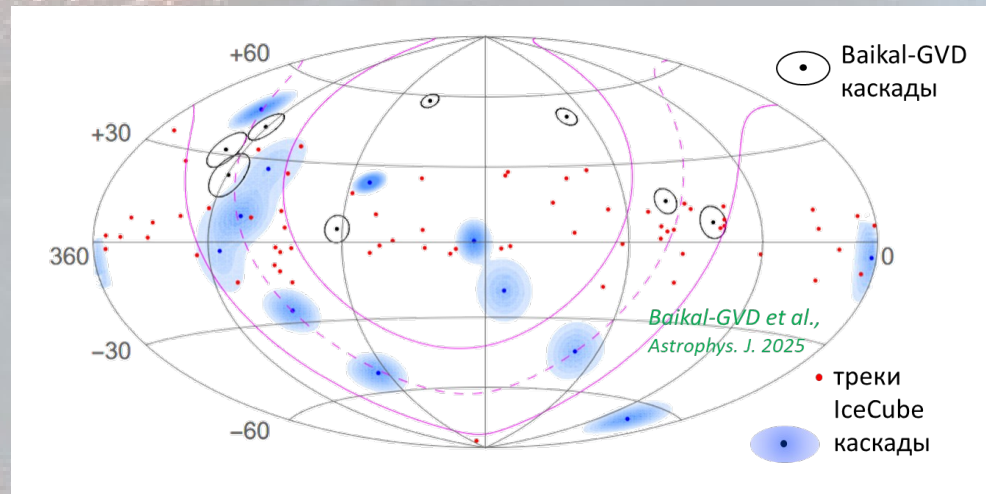 +60
Baikal-GVD
каскады
+30
360
0
Baikal-GVD et al.,
Astrophys. J. 2025
−30
треки
IceCube
−60
каскады